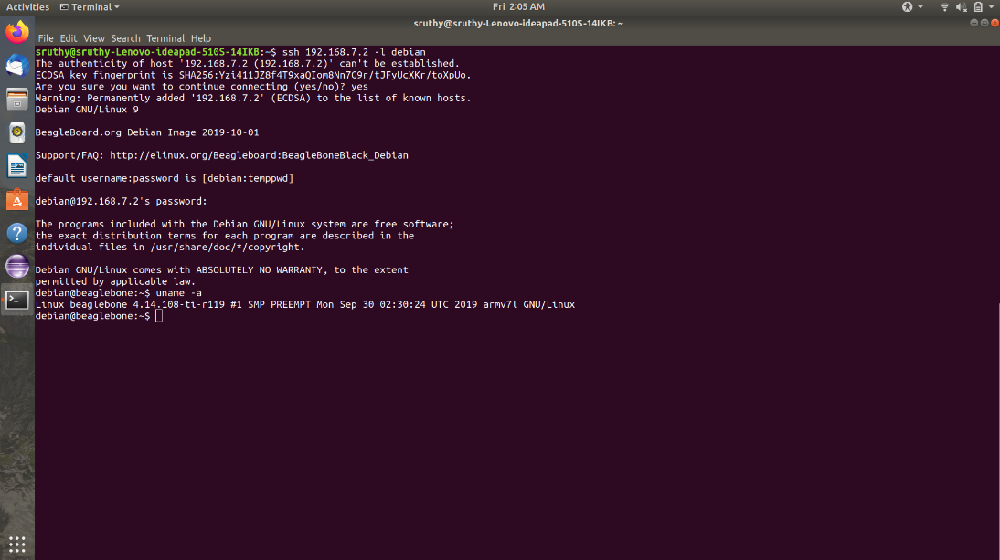 Activities Terminal Fri 2:05 AM
sruthy@sruthy-Lenovo-ideapad-510S-14IKB: ~
File Edit View Search Terminal Help
sruthy@sruthy-Lenovo-ideapad-510S-14IKB:~$ ssh 192.168.7.2 -l debian
The authenticity of host '192.168.7.2 (192.168.7.2)' can't be established.
ECDSA key fingerprint is SHA256:Yzi411JZ8f4T9xaQIom8Nn7G9r/tJFyUcXKr/toXpUo.
Are you sure you want to continue connecting (yes/no)? yes
Warning: Permanently added '192.168.7.2' (ECDSA) to the list of known hosts.
Debian GNU/Linux 9
BeagleBoard.org Debian Image 2019-10-01
Support/FAQ: http://elinux.org/Beagleboard:BeagleBoneBlack_Debian
default username:password is [debian:temppwd]
debian@192.168.7.2's password:
The programs included with the Debian GNU/Linux system are free software;
the exact distribution terms for each program are described in the
individual files in /usr/share/doc/*/copyright.
Debian GNU/Linux comes with ABSOLUTELY NO WARRANTY, to the extent
permitted by applicable law.
debian@beaglebone:~$ uname -a
Linux beaglebone 4.14.108-ti-r119 #1 SMP PREEMPT Mon Sep 30 02:30:24 UTC 2019 armv7l GNU/Linux
debian@beaglebone:~$